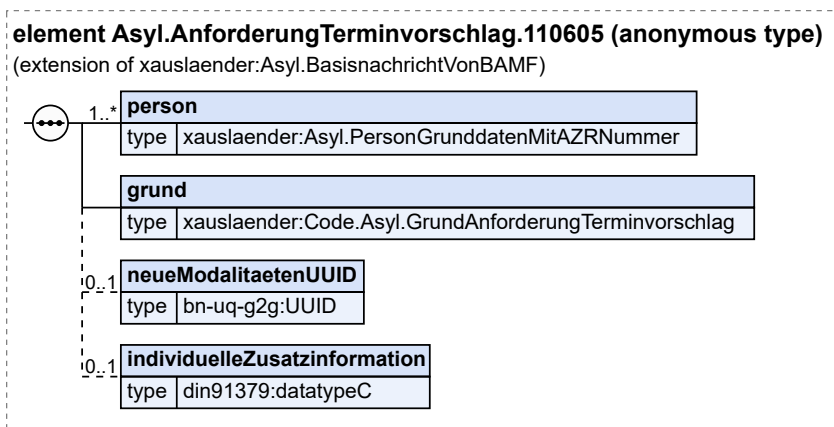 element Asyl.AnforderungTerminvorschlag.110605 (anonymous type)
(extension of xauslaender:Asyl.BasisnachrichtVonBAMF)
1..* person
type xauslaender:Asyl.PersonGrunddatenMitAZRNummer
grund
type xauslaender:Code.Asyl.GrundAnforderungTerminvorschlag
0..1 neueModalitaetenUUID
type bn-uq-g2g:UUID
0..1 individuelleZusatzinformation
type din91379:datatypeC